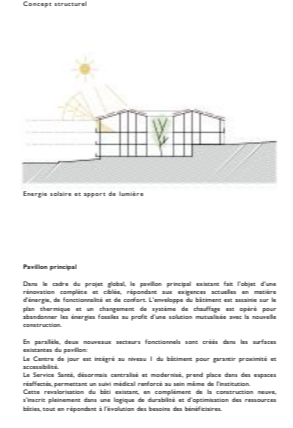 Concept structurel
Energie solaire et apport de lumière
Pavillon principal
Dans le cadre du projet global, le pavillon principal existant fait l'objet d'une
rénovation complète et ciblée, répondant aux exigences actuelles en matière
d'énergie, de fonctionnalité et de confort. L'enveloppe du bâtiment est assainie sur le
plan thermique et un changement de système de chauffage est opéré pour
abandonner les énergies fossiles au profit d'une solution mutualisée avec la nouvelle
construction.
En parallèle, deux nouveaux secteurs fonctionnels sont créés dans les surfaces
existantes du pavillon:
Le Centre de jour est intégré au niveau 1 du bâtiment pour garantir proximité et
accessibilité.
Le Service Santé, désormais centralisé et modernisé, prend place dans des espaces
réaffectés, permettant un suivi médical renforcé au sein même de l'institution.
Cette revalorisation du bâti existant, en complément de la construction neuve,
s'inscrit pleinement dans une logique de durabilité et d'optimisation des ressources
bâties, tout en répondant à l'évolution des besoins des bénéficiaires.